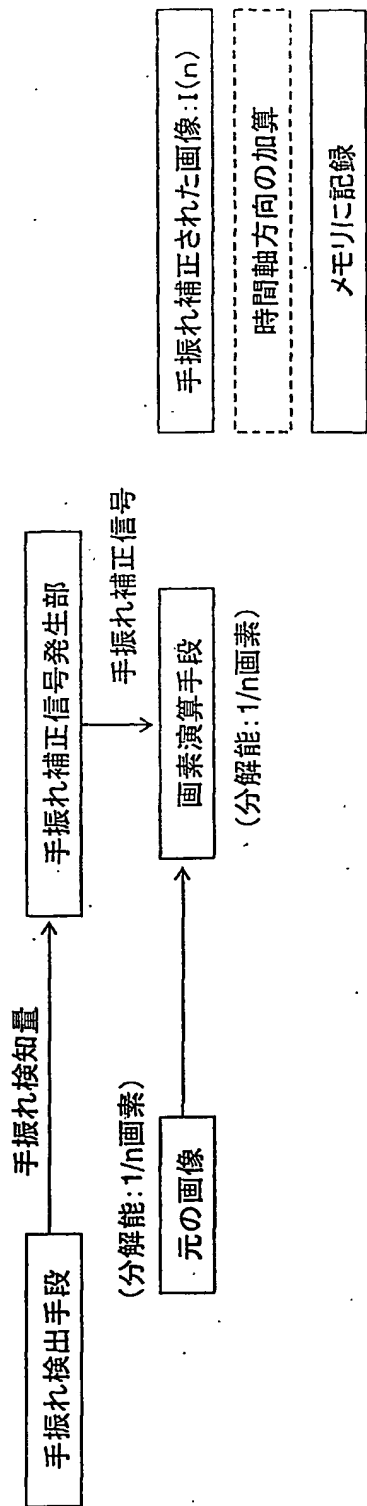 手振れ検出手段
手振れ検知量
(分解能:1/n画素)
手振れ補正信号発生部
手振れ補正信号
元の画像
画素演算手段
(分解能:1/n画素)
手振れ補正された画像:I(n)
時間軸方向の加算
メモリに記録